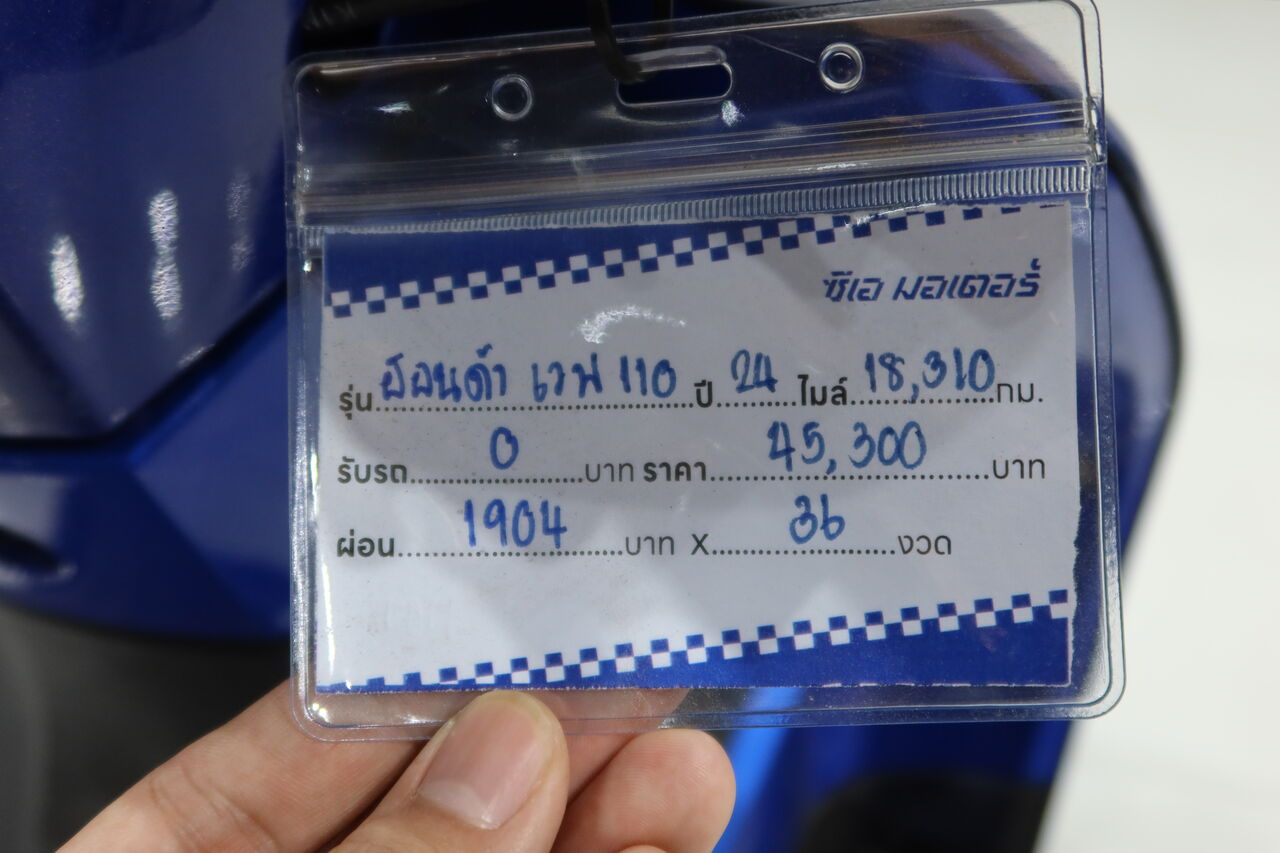 ซีเอ มอเตอร์
รุ่น ฮอนด้า เวฟ 110 ปี 24 ไมล์ 18,310 กม.
รับรถ 0 บาท ราคา 45,300 บาท
ผ่อน 1904 บาท X 36 งวด